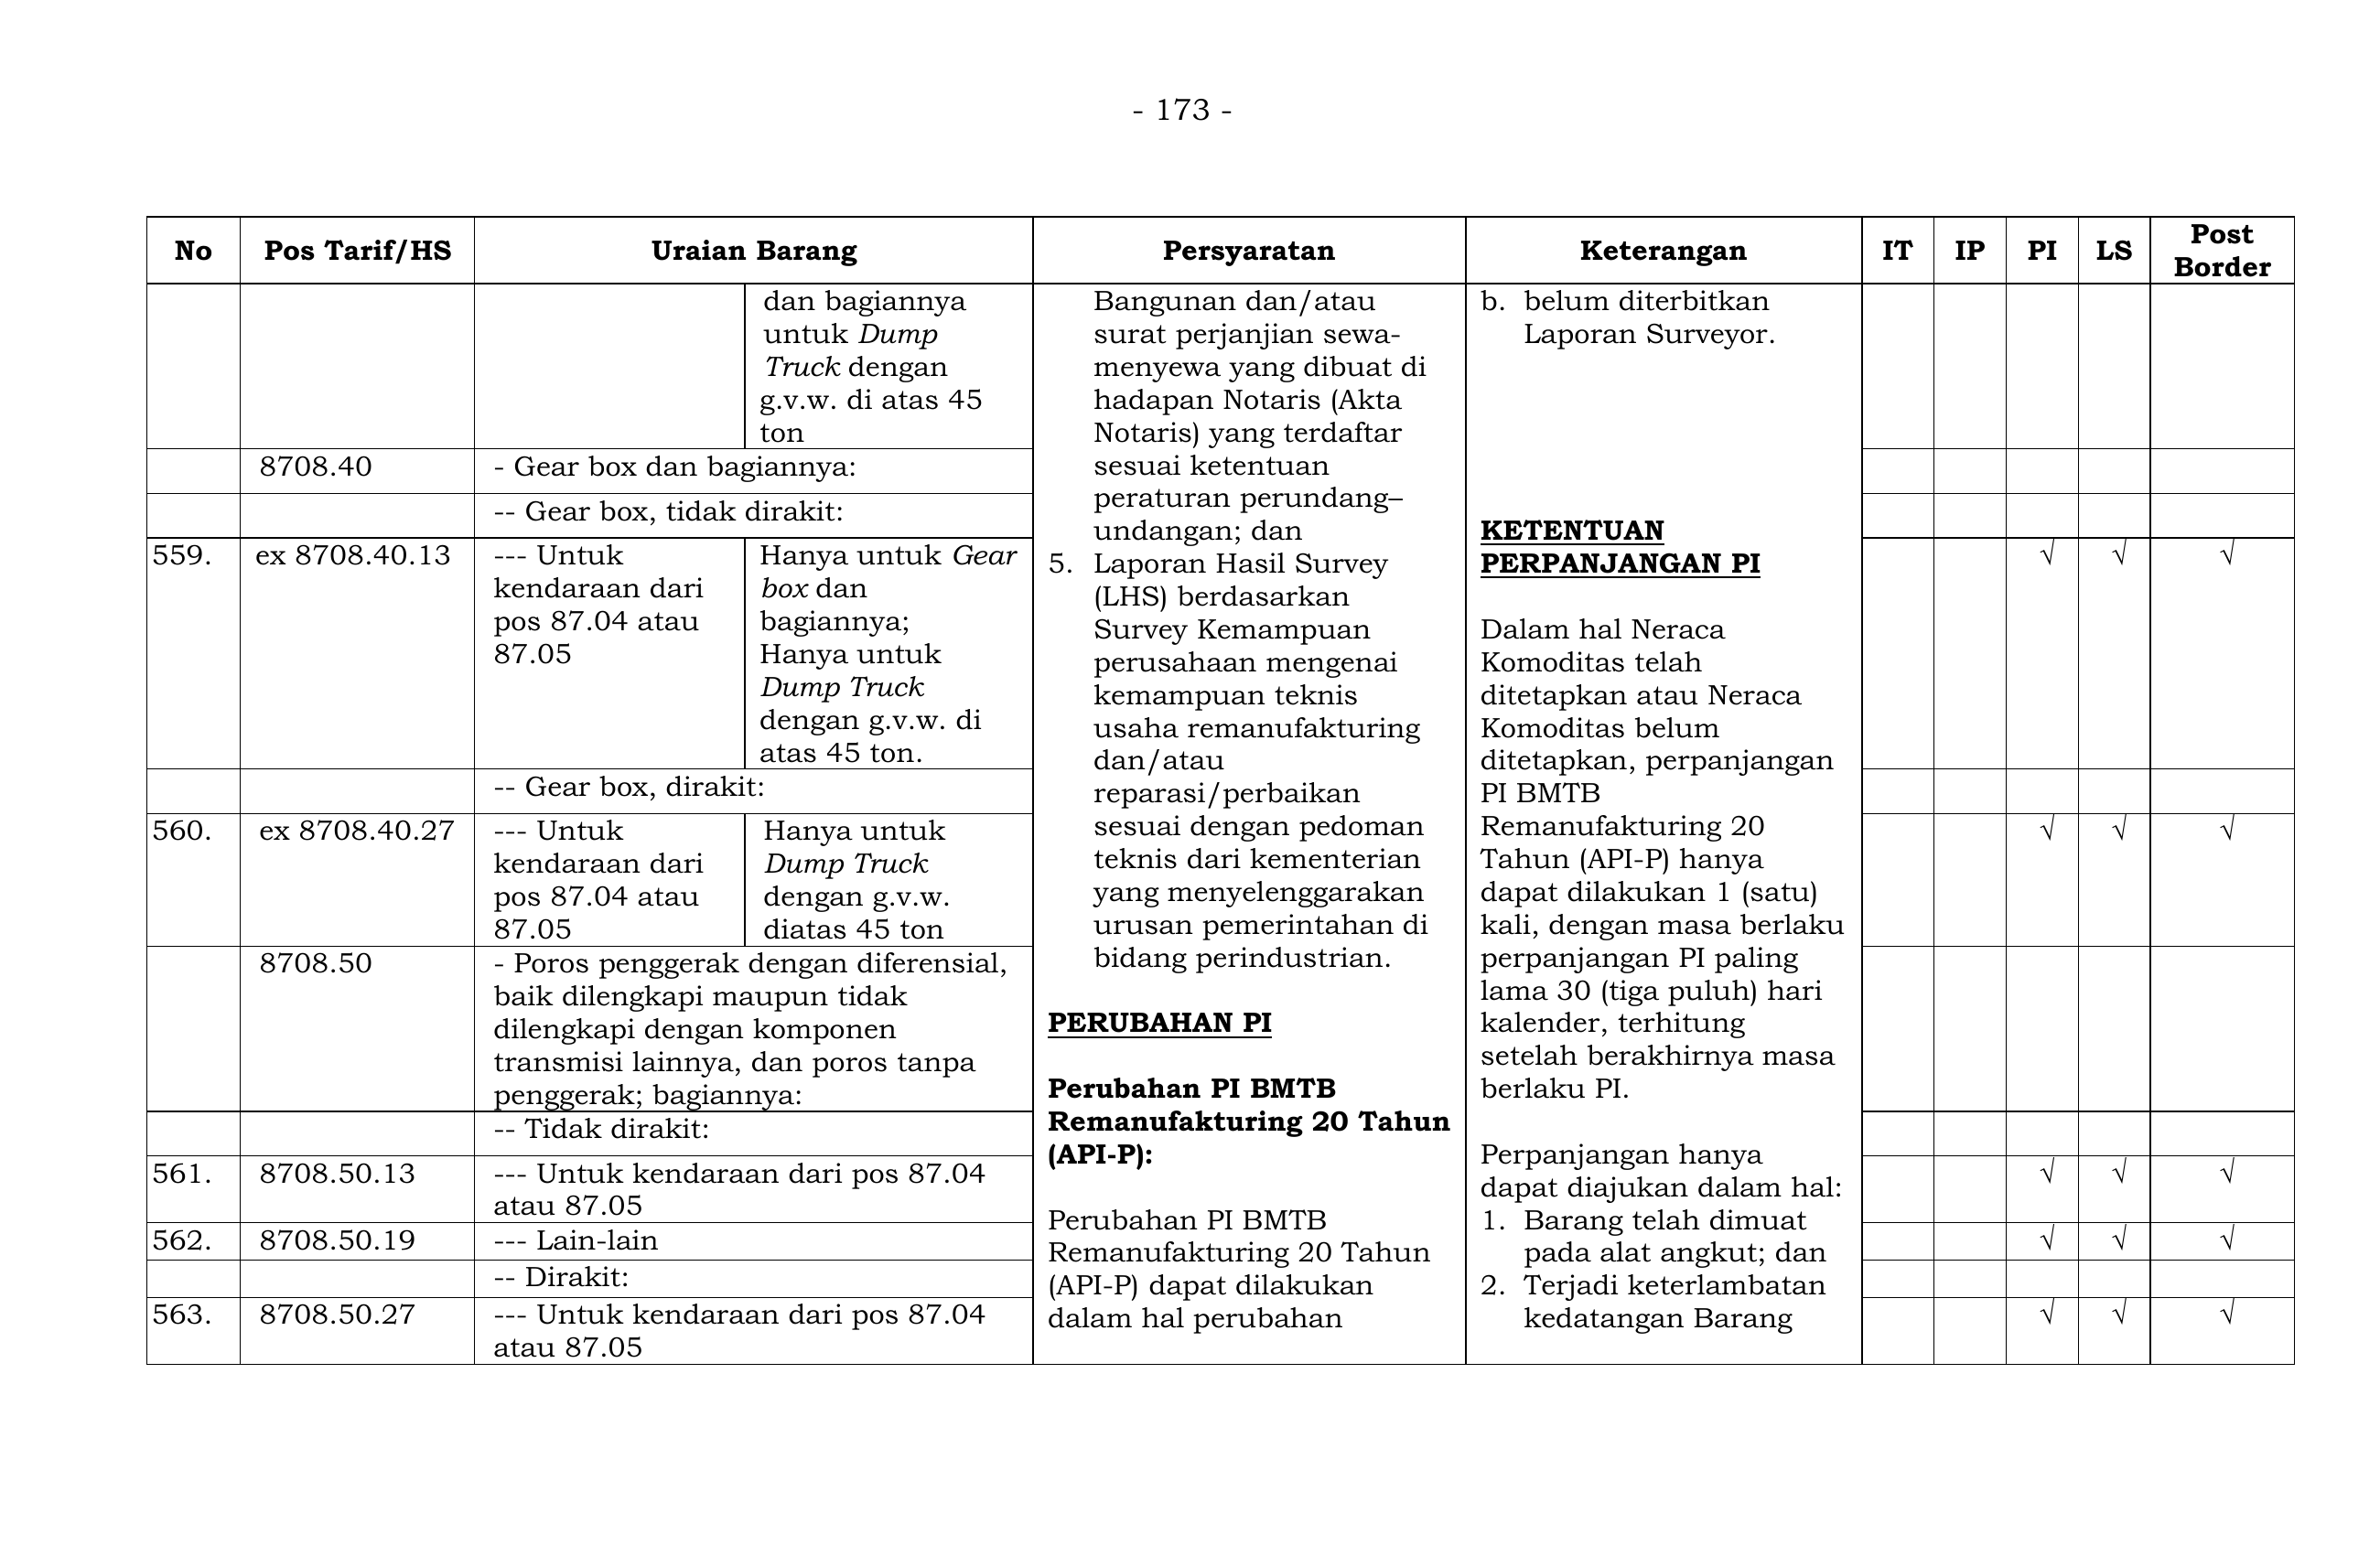 - 173 -
No Pos Tarif/HS Uraian Barang Persyaratan Keterangan IT IP PI LS Post Border
dan bagiannya
untuk Dump
Truck dengan
g.v.w. di atas 45
ton
8708.40 - Gear box dan bagiannya:
-- Gear box, tidak dirakit:
559. ex 8708.40.13 --- Untuk
kendaraan dari
pos 87.04 atau
87.05
Hanya untuk Gear
box dan
bagiannya;
Hanya untuk
Dump Truck
dengan g.v.w. di
atas 45 ton.
√ √ √
-- Gear box, dirakit:
560. ex 8708.40.27 --- Untuk
kendaraan dari
pos 87.04 atau
87.05
Hanya untuk
Dump Truck
dengan g.v.w.
diatas 45 ton
√ √ √
8708.50 - Poros penggerak dengan diferensial,
baik dilengkapi maupun tidak
dilengkapi dengan komponen
transmisi lainnya, dan poros tanpa
penggerak; bagiannya:
-- Tidak dirakit:
561. 8708.50.13 --- Untuk kendaraan dari pos 87.04
atau 87.05
√ √ √
562. 8708.50.19 --- Lain-lain √ √ √
-- Dirakit:
563. 8708.50.27 --- Untuk kendaraan dari pos 87.04
atau 87.05
√ √ √
Bangunan dan/atau
surat perjanjian sewa-
menyewa yang dibuat di
hadapan Notaris (Akta
Notaris) yang terdaftar
sesuai ketentuan
peraturan perundang–
undangan; dan
5. Laporan Hasil Survey
(LHS) berdasarkan
Survey Kemampuan
perusahaan mengenai
kemampuan teknis
usaha remanufakturing
dan/atau
reparasi/perbaikan
sesuai dengan pedoman
teknis dari kementerian
yang menyelenggarakan
urusan pemerintahan di
bidang perindustrian.
PERUBAHAN PI
Perubahan PI BMTB
Remanufakturing 20 Tahun
(API-P):
Perubahan PI BMTB
Remanufakturing 20 Tahun
(API-P) dapat dilakukan
dalam hal perubahan
b. belum diterbitkan
Laporan Surveyor.
KETENTUAN
PERPANJANGAN PI
Dalam hal Neraca
Komoditas telah
ditetapkan atau Neraca
Komoditas belum
ditetapkan, perpanjangan
PI BMTB
Remanufakturing 20
Tahun (API-P) hanya
dapat dilakukan 1 (satu)
kali, dengan masa berlaku
perpanjangan PI paling
lama 30 (tiga puluh) hari
kalender, terhitung
setelah berakhirnya masa
berlaku PI.
Perpanjangan hanya
dapat diajukan dalam hal:
1. Barang telah dimuat
pada alat angkut; dan
2. Terjadi keterlambatan
kedatangan Barang